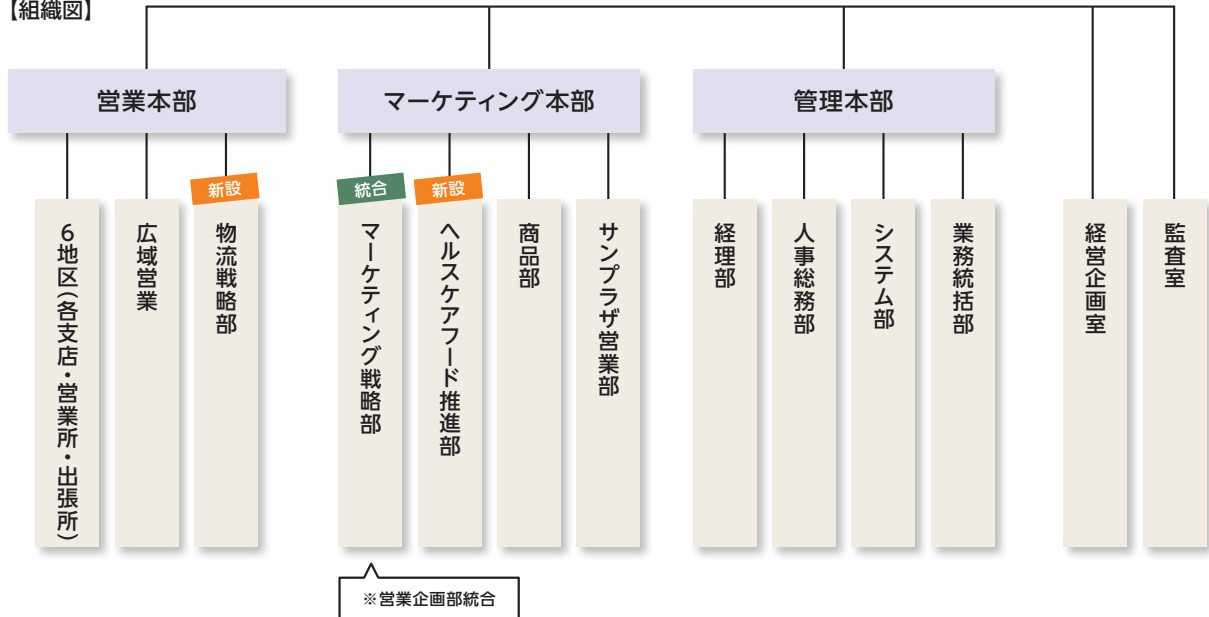 【組織図】
営業本部
マーケティング本部
管理本部
新設
統合
新設
6地区(各支店・営業所・出張所)
広域営業
物流戦略部
マーケティング戦略部
ヘルスケアフード推進部
商品部
サンプラザ営業部
経理部
人事総務部
システム部
業務統括部
経営企画室
監査室
※営業企画部統合